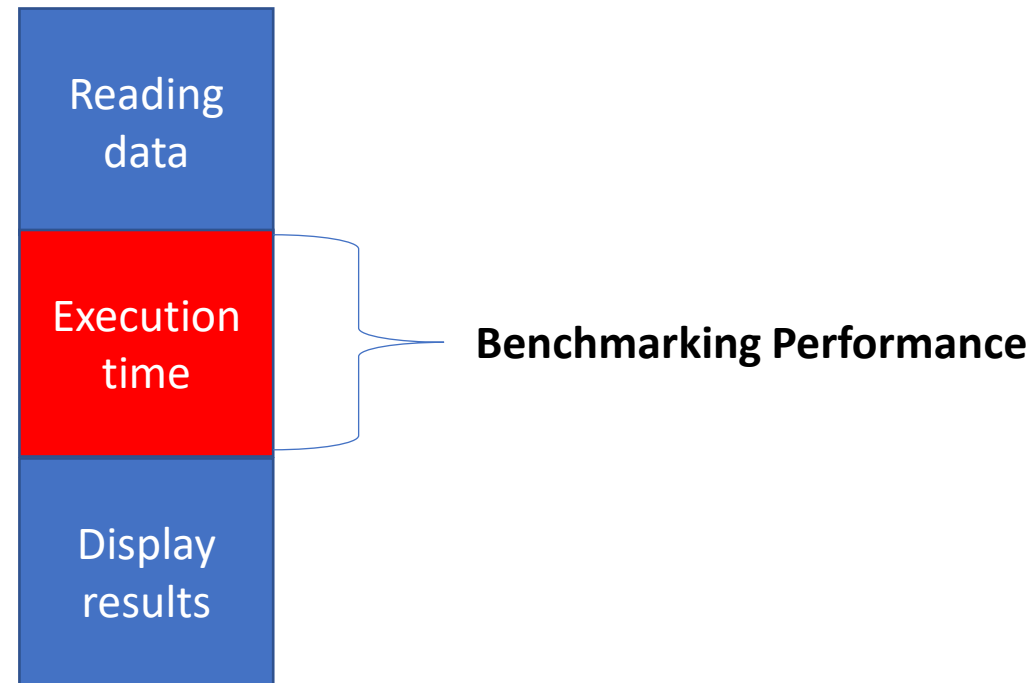 Reading
data
Execution
time
Benchmarking Performance
Display
results